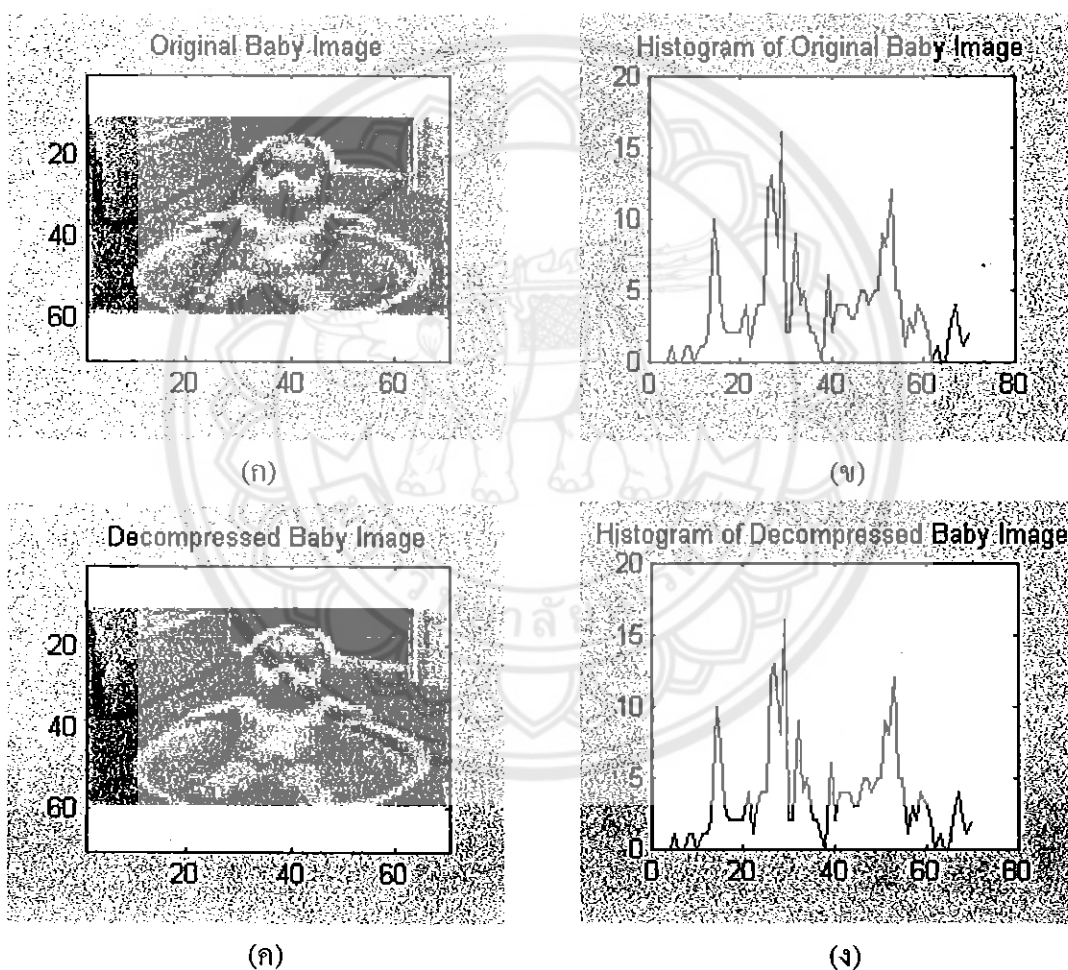 Original Baby Image
20
40
60
20 40 60
(ก)
Histogram of Original Baby Image
20
15
10
5
0
0 20 40 60 80
(ข)
Decompressed Baby Image
20
40
60
20 40 60
(ค)
Histogram of Decompressed Baby Image
20
15
10
5
0
0 20 40 60 80
(ง)